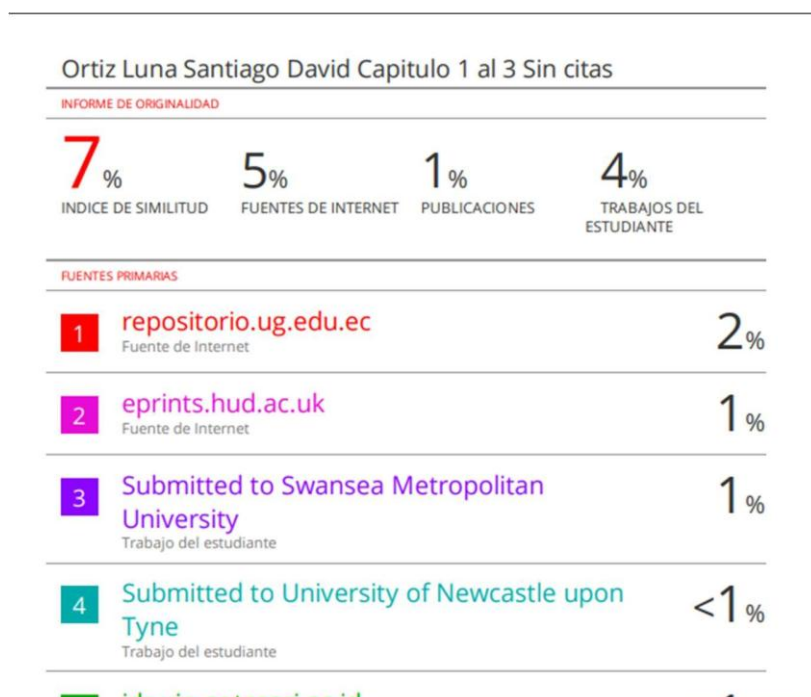 Ortiz Luna Santiago David Capitulo 1 al 3 Sin citas
INFORME DE ORIGINALIDAD
7%
INDICE DE SIMILITUD
5%
FUENTES DE INTERNET
1%
PUBLICACIONES
4%
TRABAJOS DEL
ESTUDIANTE
FUENTES PRIMARIAS
1
repositorio.ug.edu.ec
Fuente de Internet
2%
2
eprints.hud.ac.uk
Fuente de Internet
1%
3
Submitted to Swansea Metropolitan
University
Trabajo del estudiante
1%
4
Submitted to University of Newcastle upon
Tyne
Trabajo del estudiante
<1%